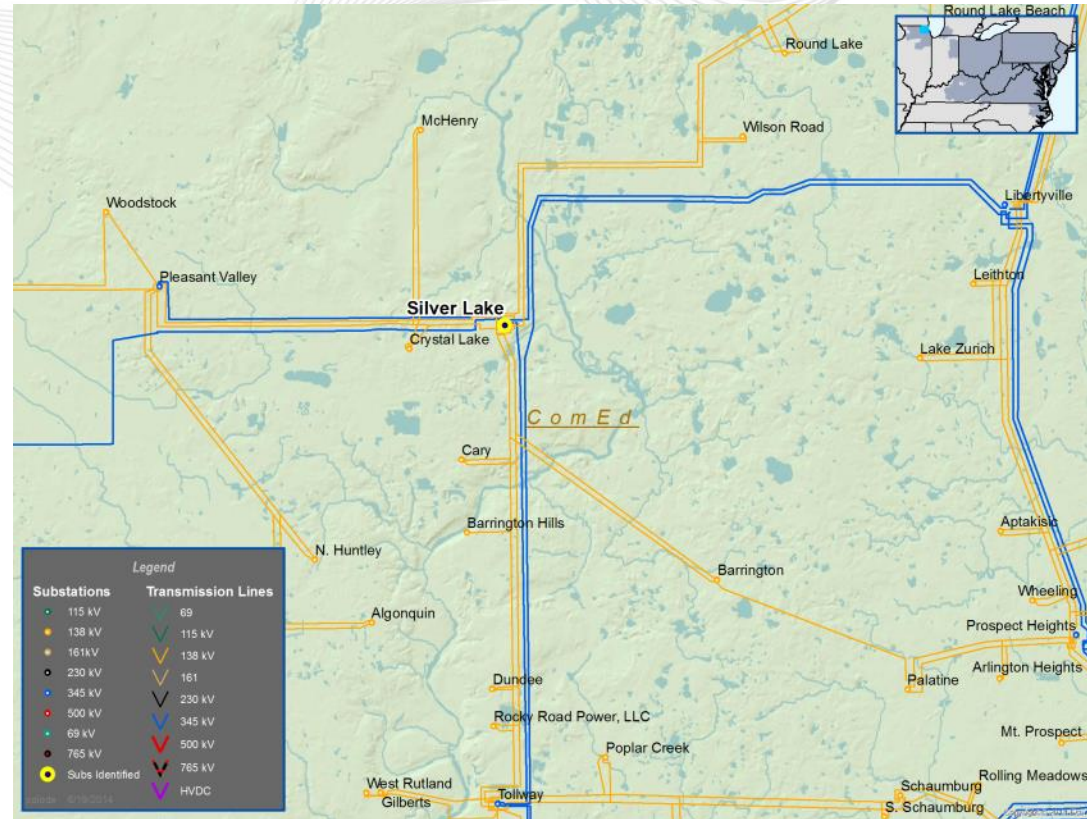 Round Lake Beach
Round Lake
McHenry
Wilson Road
Woodstock
Libertyville
Pleasant Valley
Leithton
Silver Lake
Crystal Lake
Lake Zurich
ComEd
Cary
Barrington Hills
Aptakisic
N. Huntley
Barrington
Wheeling
Algonquin
Prospect Heights
Arlington Heights
Dundee
Palatine
Rocky Road Power, LLC
Mt. Prospect
Poplar Creek
West Rutland
Gilberts
Tollway
Schaumburg
Rolling Meadows
S. Schaumburg
Legend
Substations
115 kV
138 kV
161kV
230 kV
345 kV
500 kV
69 kV
765 kV
Subs Identified
Transmission Lines
69
115 kV
138 kV
161
230 kV
345 kV
500 kV
765 kV
HVDC
6/19/2014